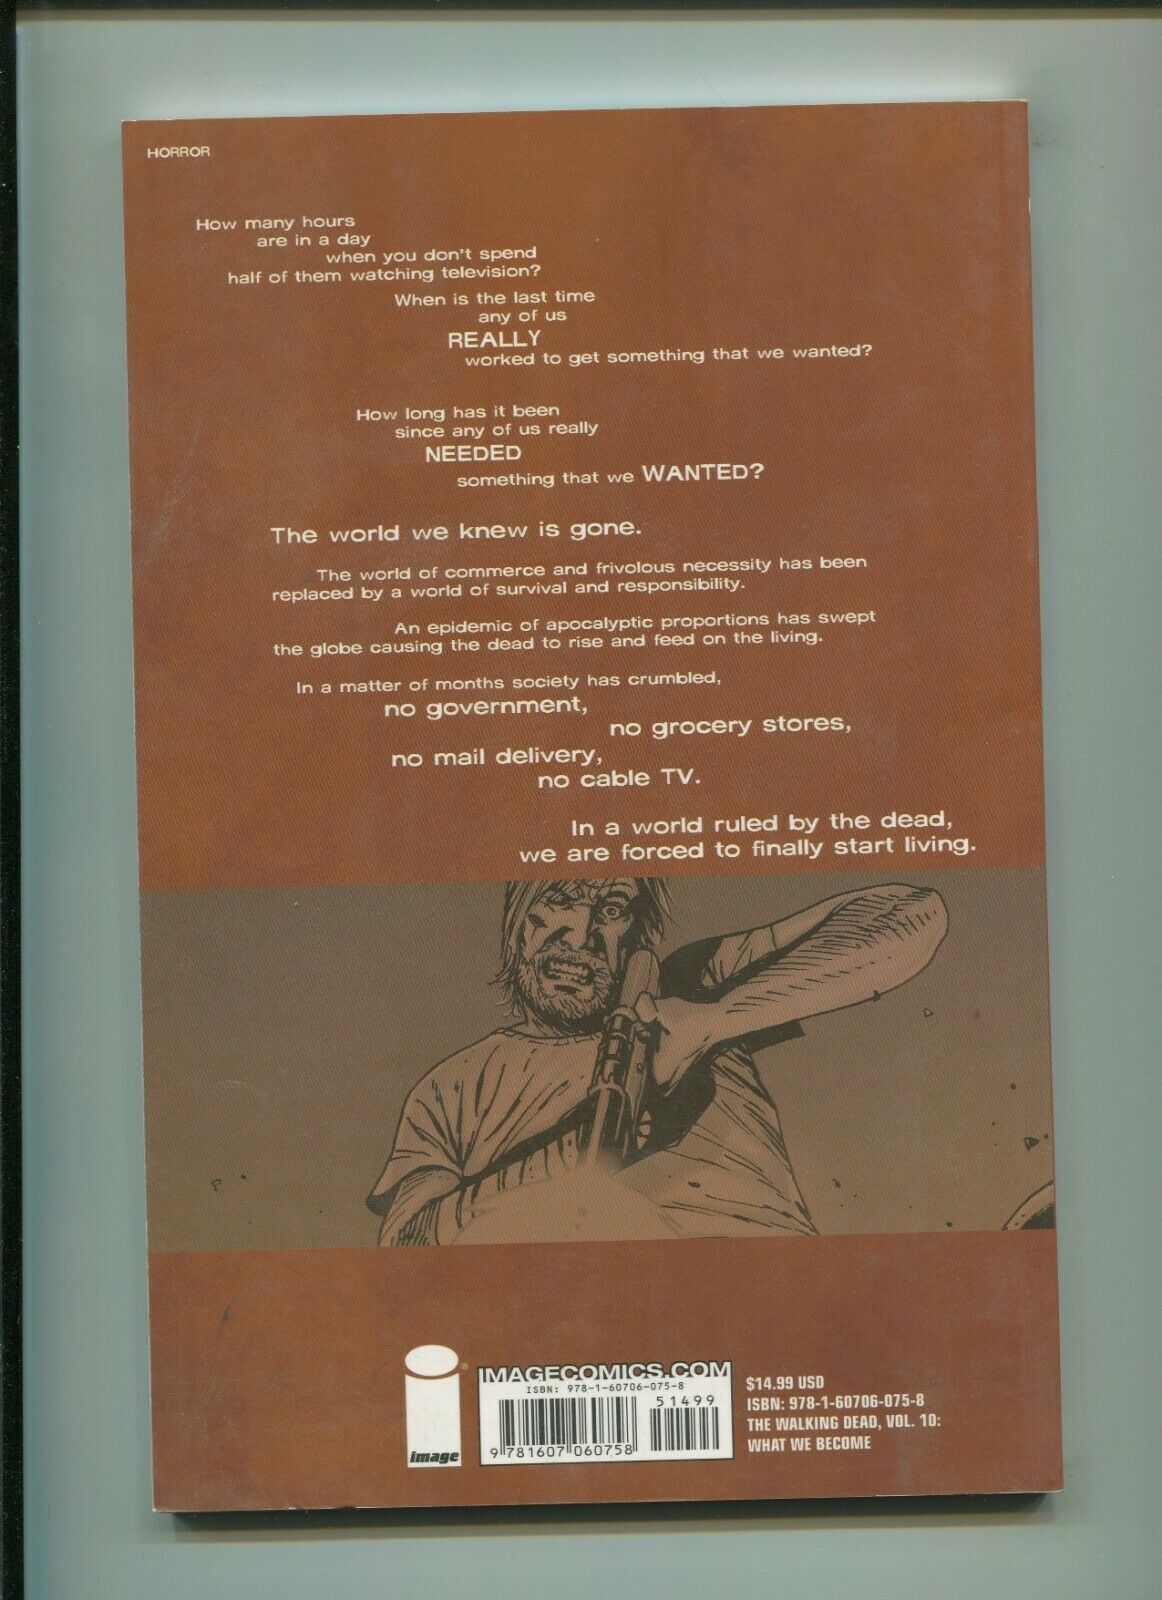 HORROR
How many hours
are in a day
when you don't spend
half of them watching television?
When is the last time
any of us
REALLY
worked to get something that we wanted?
How long has it been
since any of us really
NEEDED
something that we WANTED?
The world we knew is gone.
The world of commerce and frivolous necessity has been
replaced by a world of survival and responsibility.
An epidemic of apocalyptic proportions has swept
the globe causing the dead to rise and feed on the living.
In a matter of months society has crumbled,
no government,
no grocery stores,
no mail delivery,
no cable TV.
In a world ruled by the dead,
we are forced to finally start living.
®
image
IMAGECOMICS.COM
ISBN: 978-1-60706-075-8
51499
9 781607 060758
$14.99 USD
ISBN: 978-1-60706-075-8
THE WALKING DEAD, VOL. 10:
WHAT WE BECOME